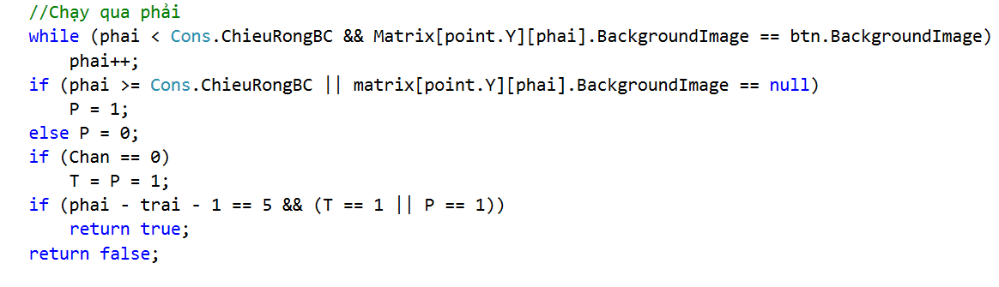 //Chạy qua phải
while (phai < Cons.ChieuRongBC && Matrix[point.Y][phai].BackgroundImage == btn.BackgroundImage)
phai++;
if (phai >= Cons.ChieuRongBC || matrix[point.Y][phai].BackgroundImage == null)
P = 1;
else P = 0;
if (Chan == 0)
T = P = 1;
if (phai - trai - 1 == 5 && (T == 1 || P == 1))
return true;
return false;